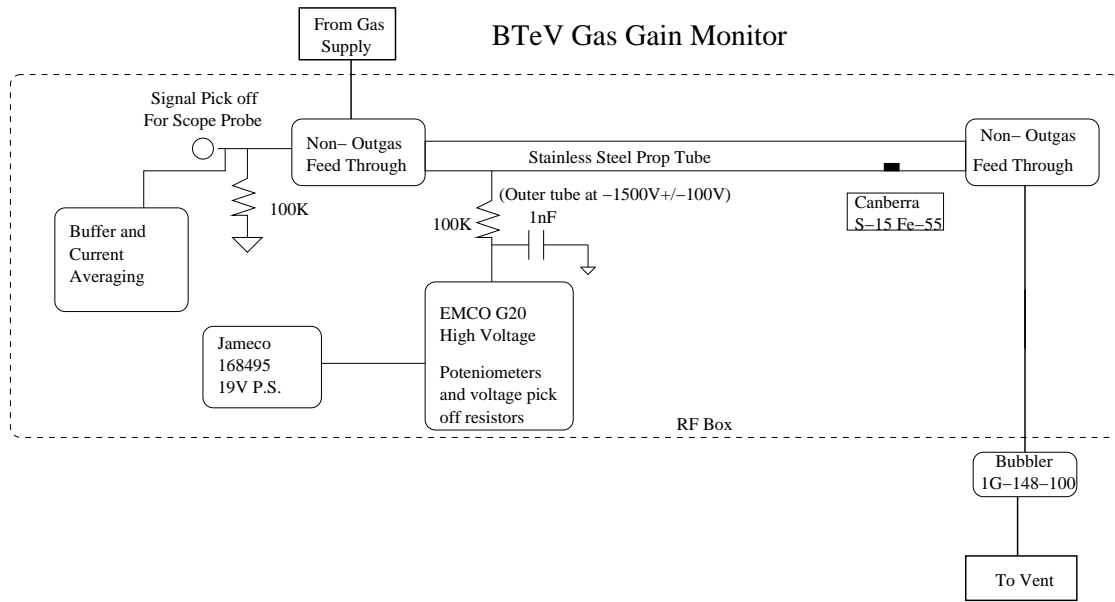 From Gas
Supply
BTeV Gas Gain Monitor
Signal Pick off
For Scope Probe
Non− Outgas
Feed Through
Stainless Steel Prop Tube
Non− Outgas
Feed Through
(Outer tube at −1500V+/−100V)
100K
100K
1nF
Canberra
S−15 Fe−55
Buffer and
Current
Averaging
EMCO G20
High Voltage
Poteniometers
and voltage pick
off resistors
Jameco
168495
19V P.S.
RF Box
Bubbler
1G−148−100
To Vent